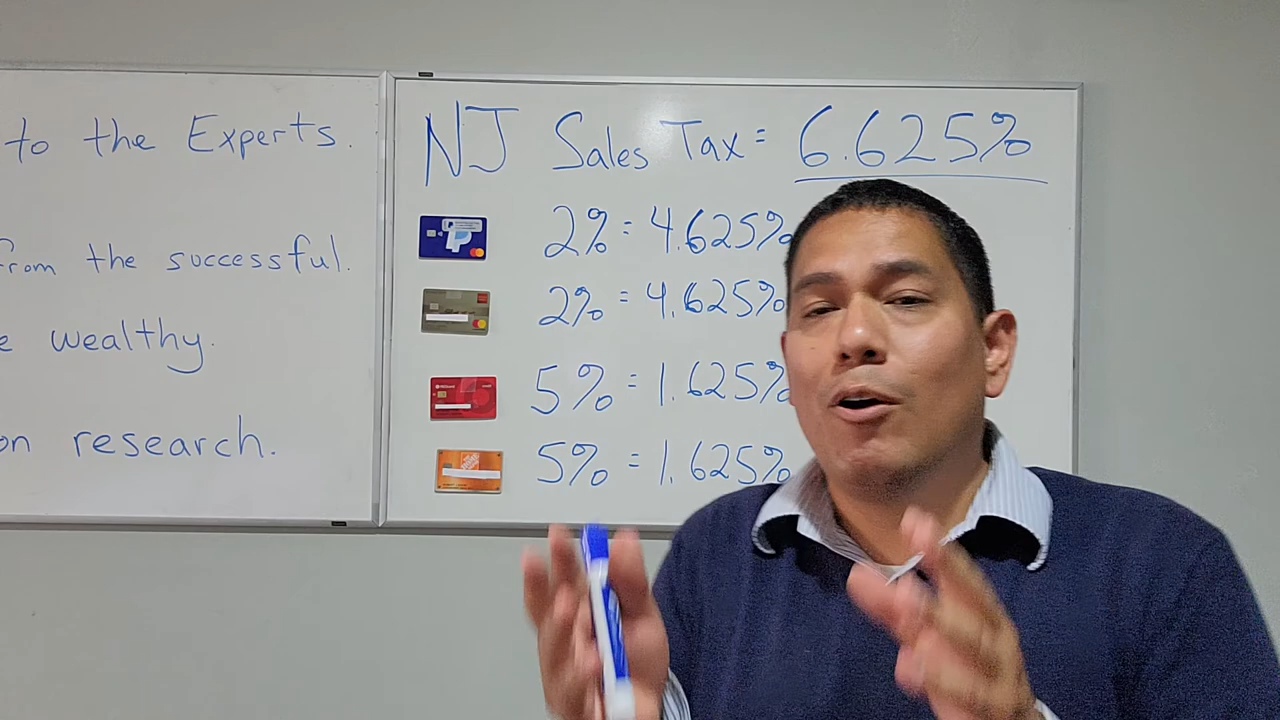 to the Experts.
from the successful.
e wealthy.
on research.
NJ Sales Tax = 6.625%
2% = 4.625%
2% = 4.625%
5% = 1.625%
5% = 1.625%